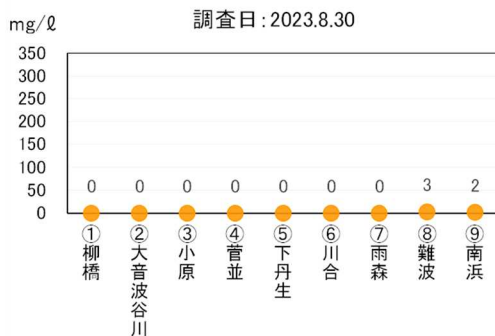 mg/ℓ
調査日:2023.8.30
350
300
250
200
150
100
50
0
0 0 0 0 0 0 0 3 2
①柳橋
②大音波谷川
③小原
④菅並
⑤下丹生
⑥川合
⑦雨森
⑧難波
⑨南浜